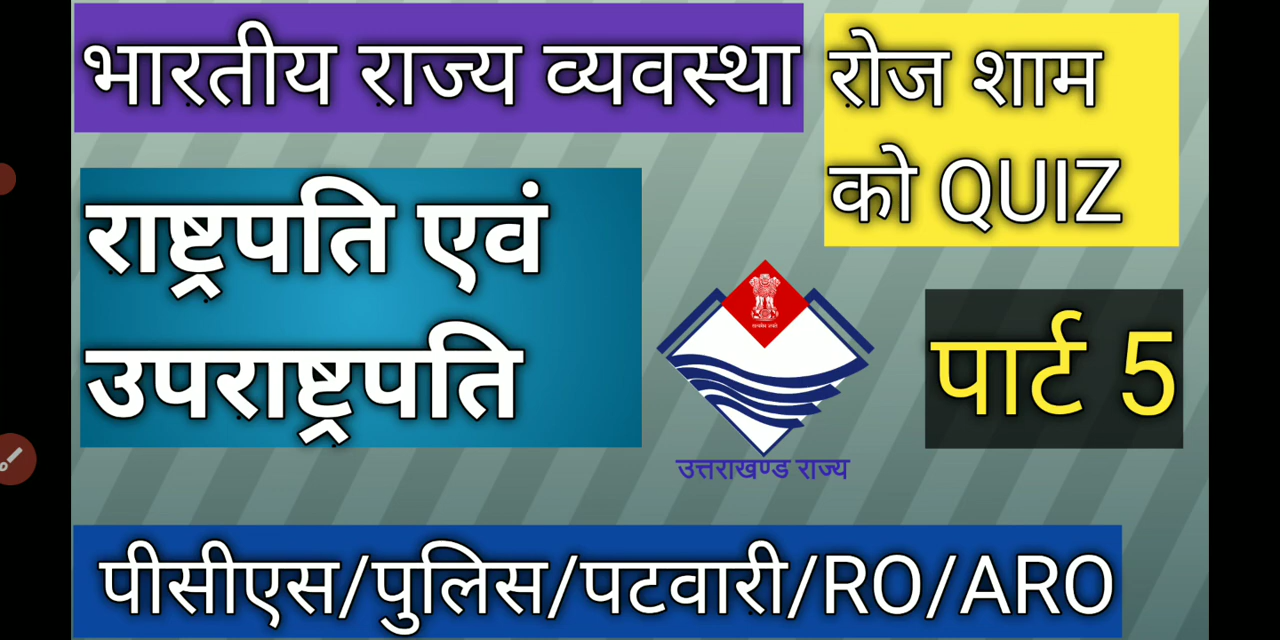 भारतीय राज्य व्यवस्था
रोज शाम
को QUIZ
राष्ट्रपति एवं
उपराष्ट्रपति
पार्ट 5
उत्तराखण्ड राज्य
पीसीएस/पुलिस/पटवारी/RO/ARO